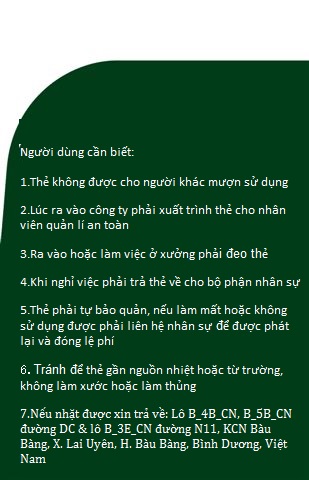 Người dùng cần biết:
1.Thẻ không được cho người khác mượn sử dụng
2.Lúc ra vào công ty phải xuất trình thẻ cho nhân
viên quản lí an toàn
3.Ra vào hoặc làm việc ở xưởng phải đeo thẻ
4.Khi nghỉ việc phải trả thẻ về cho bộ phận nhân sự
5.Thẻ phải tự bảo quản, nếu làm mất hoặc không
sử dụng được phải liên hệ nhân sự để được phát
lại và đóng lệ phí
6. Tránh để thẻ gần nguồn nhiệt hoặc từ trường,
không làm xước hoặc làm thủng
7.Nếu nhặt được xin trả về: Lô B_4B_CN, B_5B_CN
đường DC & lô B_3E_CN đường N11, KCN Bàu
Bàng, X. Lai Uyên, H. Bàu Bàng, Bình Dương, Việt
Nam